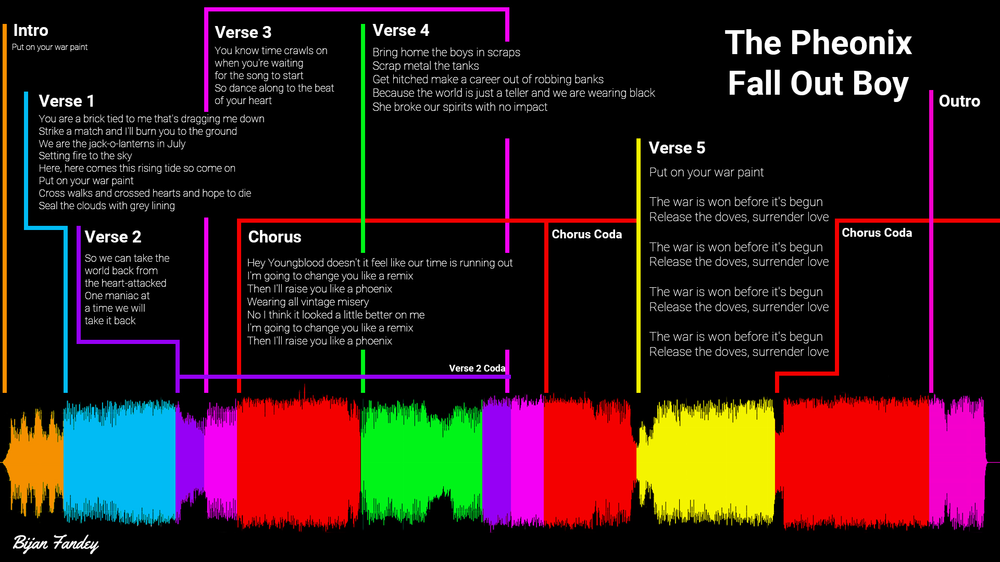 Intro
Put on your war paint
Verse 1
You are a brick tied to me that's dragging me down
Strike a match and I'll burn you to the ground
We are the jack-o-lanterns in July
Setting fire to the sky
Here, here comes this rising tide so come on
Put on your war paint
Cross walks and crossed hearts and hope to die
Seal the clouds with grey lining
Verse 2
So we can take the
world back from
the heart-attacked
One maniac at
a time we will
take it back
Verse 3
You know time crawls on
when you're waiting
for the song to start
So dance along to the beat
of your heart
Chorus
Hey Youngblood doesn't it feel like our time is running out
I'm going to change you like a remix
Then I'll raise you like a phoenix
Wearing all vintage misery
No I think it looked a little better on me
I'm going to change you like a remix
Then I'll raise you like a phoenix
Verse 4
Bring home the boys in scraps
Scrap metal the tanks
Get hitched make a career out of robbing banks
Because the world is just a teller and we are wearing black
She broke our spirits with no impact
Verse 2 Coda
Chorus Coda
The Pheonix
Fall Out Boy
Verse 5
Put on your war paint
The war is won before it's begun
Release the doves, surrender love
The war is won before it's begun
Release the doves, surrender love
The war is won before it's begun
Release the doves, surrender love
The war is won before it's begun
Release the doves, surrender love
Chorus Coda
Outro
Bijan Fandey